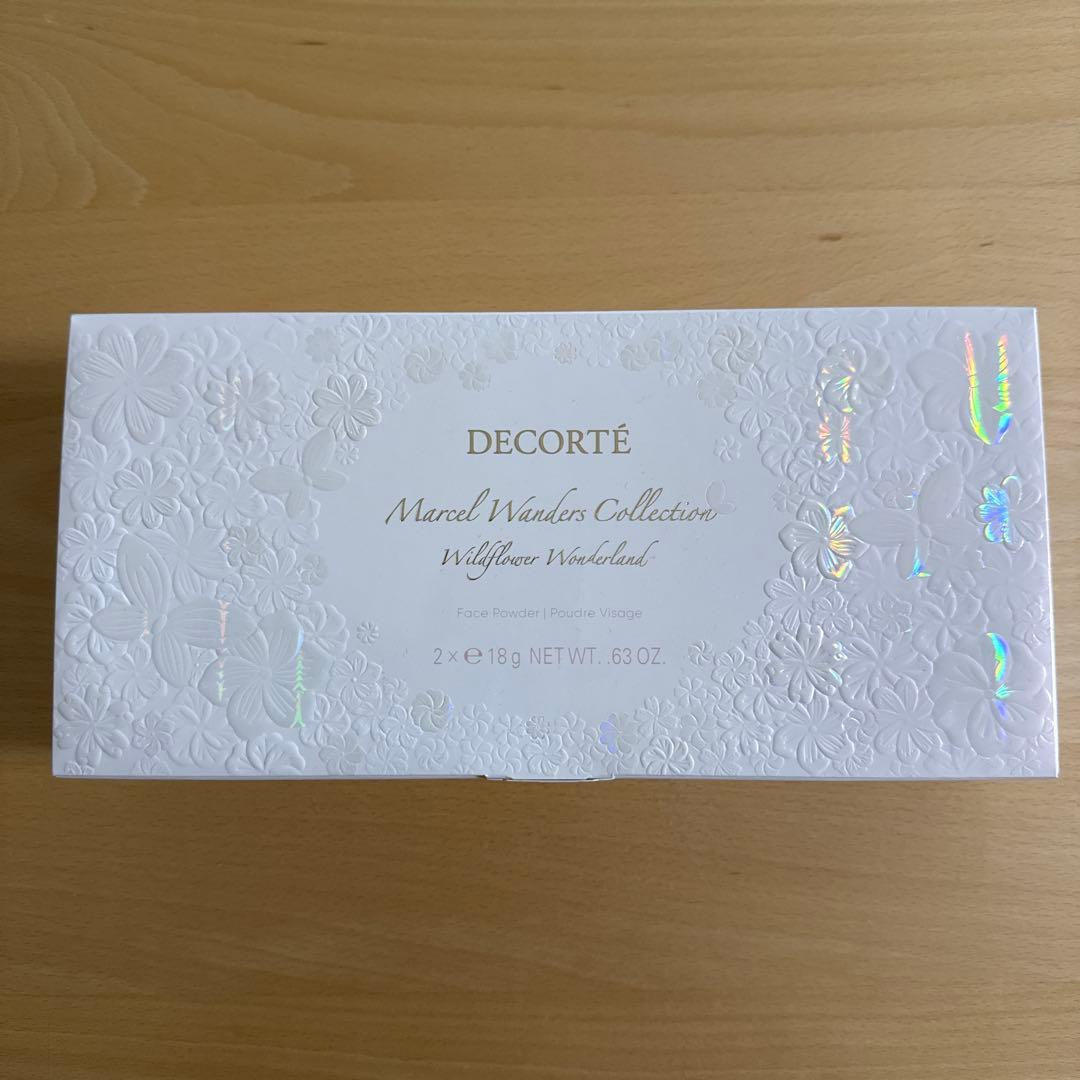 DECORTÉ
Marcel Wanders Collection
Wildflower Wonderland
Face Powder | Poudre Visage
2 × ℮ 18 g NET WT. .63 OZ.